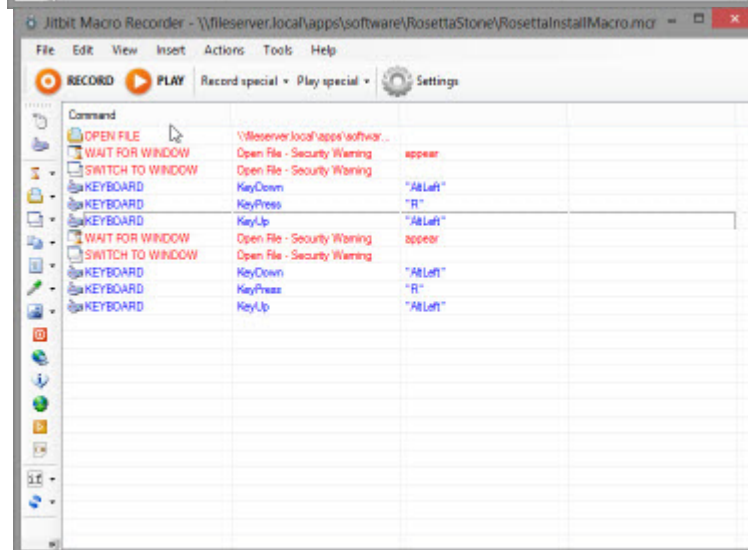 Jitbit Macro Recorder - \\fileserver.local\apps\software\RosettaStone\RosettaInstallMacro.mcr
File Edit View Insert Actions Tools Help
RECORD PLAY Record special Play special Settings
Command
OPEN FILE \\fileserver.local\apps\softwar...
WAIT FOR WINDOW Open File - Security Warning appear
SWITCH TO WINDOW Open File - Security Warning
KEYBOARD KeyDown "AltLeft"
KEYBOARD KeyPress "R"
KEYBOARD KeyUp "AltLeft"
WAIT FOR WINDOW Open File - Security Warning appear
SWITCH TO WINDOW Open File - Security Warning
KEYBOARD KeyDown "AltLeft"
KEYBOARD KeyPress "R"
KEYBOARD KeyUp "AltLeft"
if